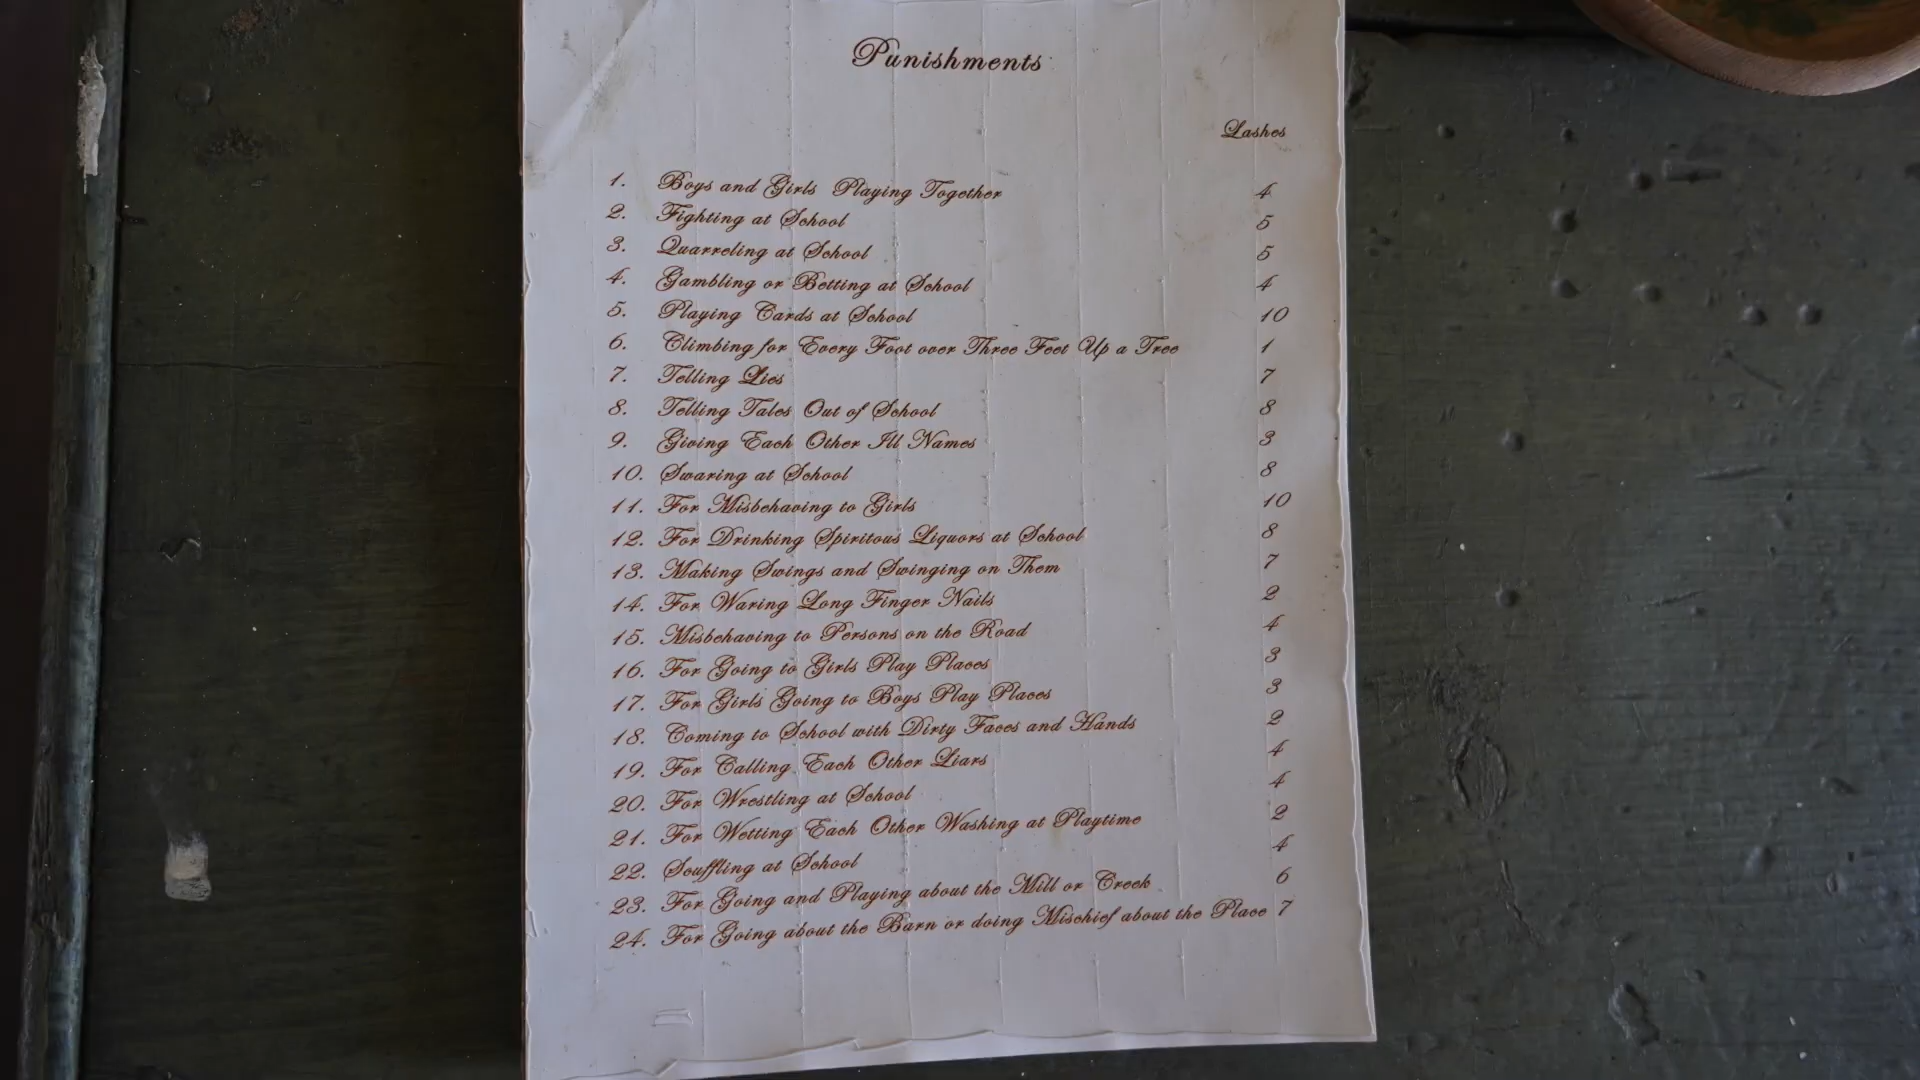 Punishments
Lashes
1. Boys and Girls Playing Together 4
2. Fighting at School 5
3. Quarreling at School 5
4. Gambling or Betting at School 4
5. Playing Cards at School 10
6. Climbing for Every Foot over Three Feet Up a Tree 1
7. Telling Lies 7
8. Telling Tales Out of School 8
9. Giving Each Other Ill Names 3
10. Swaring at School 8
11. For Misbehaving to Girls 10
12. For Drinking Spiritous Liquors at School 8
13. Making Swings and Swinging on Them 7
14. For Waring Long Finger Nails 2
15. Misbehaving to Persons on the Road 4
16. For Going to Girls Play Places 3
17. For Girls Going to Boys Play Places 3
18. Coming to School with Dirty Faces and Hands 2
19. For Calling Each Other Liars 4
20. For Wrestling at School 4
21. For Wetting Each Other Washing at Playtime 2
22. Scuffling at School 4
23. For Going and Playing about the Mill or Creek 6
24. For Going about the Barn or doing Mischief about the Place 7